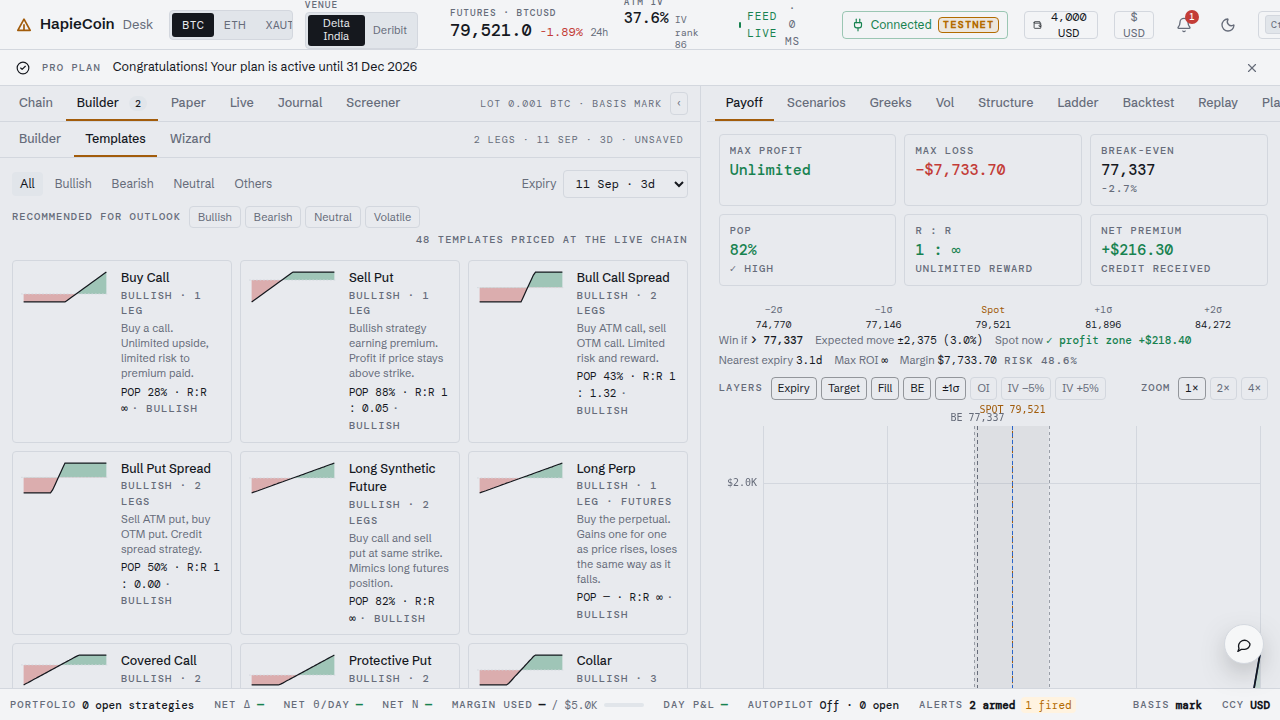 HapieCoin Desk
BTC ETH XAUT
VENUE
Delta India Deribit
FUTURES · BTCUSD
79,521.0 -1.89% 24h
ATM IV
37.6% IV rank 86
FEED LIVE · 0 MS
Connected TESTNET
4,000 USD
$ USD
1
PRO PLAN Congratulations! Your plan is active until 31 Dec 2026
Chain Builder 2 Paper Live Journal Screener
LOT 0.001 BTC · BASIS MARK
Builder Templates Wizard
2 LEGS · 11 SEP · 3D · UNSAVED
All Bullish Bearish Neutral Others
Expiry 11 Sep · 3d
RECOMMENDED FOR OUTLOOK Bullish Bearish Neutral Volatile
48 TEMPLATES PRICED AT THE LIVE CHAIN
Buy Call
BULLISH · 1
LEG
Buy a call.
Unlimited upside,
limited risk to
premium paid.
POP 28% · R:R
∞ · BULLISH
Sell Put
BULLISH · 1
LEG
Bullish strategy
earning premium.
Profit if price stays
above strike.
POP 88% · R:R 1
: 0.05 ·
BULLISH
Bull Call Spread
BULLISH · 2
LEGS
Buy ATM call, sell
OTM call. Limited
risk and reward.
POP 43% · R:R 1
: 1.32 ·
BULLISH
Bull Put Spread
BULLISH · 2
LEGS
Sell ATM put, buy
OTM put. Credit
spread strategy.
POP 50% · R:R 1
: 0.00 ·
BULLISH
Long Synthetic
Future
BULLISH · 2
LEGS
Buy call and sell
put at same strike.
Mimics long futures
position.
POP 82% · R:R
∞ · BULLISH
Long Perp
BULLISH · 1
LEG · FUTURES
Buy the perpetual.
Gains one for one
as price rises, loses
the same way as it
falls.
POP — · R:R ∞ ·
BULLISH
Covered Call
BULLISH · 2
Protective Put
BULLISH · 2
Collar
BULLISH · 3
Payoff Scenarios Greeks Vol Structure Ladder Backtest Replay
MAX PROFIT
Unlimited
MAX LOSS
−$7,733.70
BREAK-EVEN
77,337
-2.7%
POP
82%
✓ HIGH
R : R
1 : ∞
UNLIMITED REWARD
NET PREMIUM
+$216.30
CREDIT RECEIVED
−2σ −1σ Spot +1σ +2σ
74,770 77,146 79,521 81,896 84,272
Win if > 77,337 Expected move ±2,375 (3.0%) Spot now ✓ profit zone +$218.40
Nearest expiry 3.1d Max ROI ∞ Margin $7,733.70 RISK 48.6%
LAYERS Expiry Target Fill BE ±1σ OI IV −5% IV +5% ZOOM 1× 2× 4×
SPOT 79,521
BE 77,337
$2.0K
PORTFOLIO 0 open strategies NET Δ — NET Θ/DAY — NET N — MARGIN USED — / $5.0K DAY P&L — AUTOPILOT Off · 0 open ALERTS 2 armed 1 fired BASIS mark CCY USD